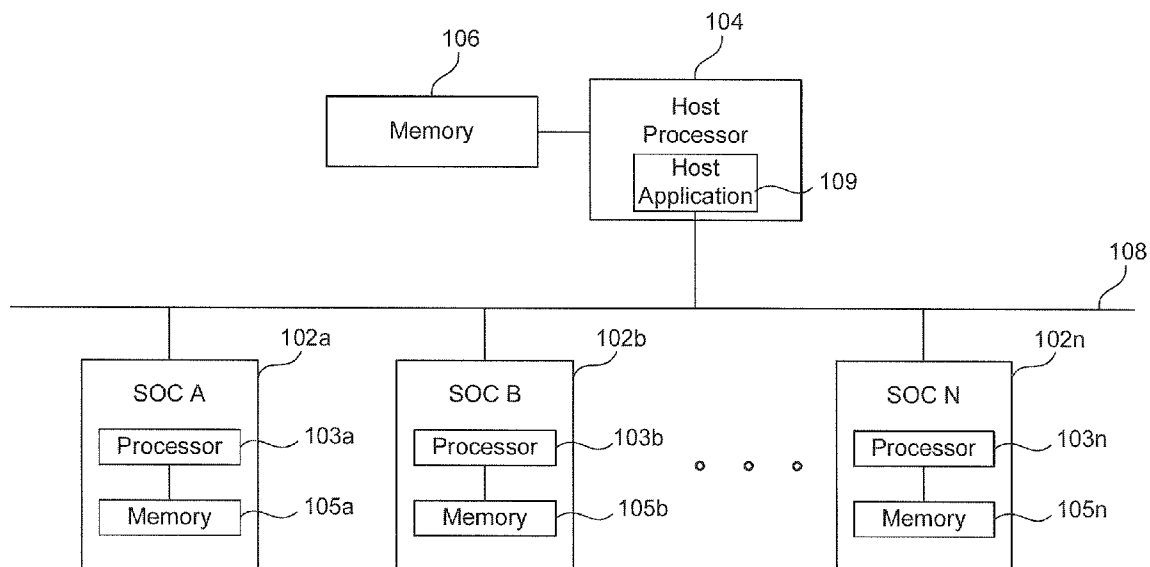 106
104
Memory
Host
Processor
Host
Application
109
108
102a
102b
102n
SOC A
SOC B
SOC N
Processor
103a
Processor
103b
Processor
103n
Memory
105a
Memory
105b
Memory
105n